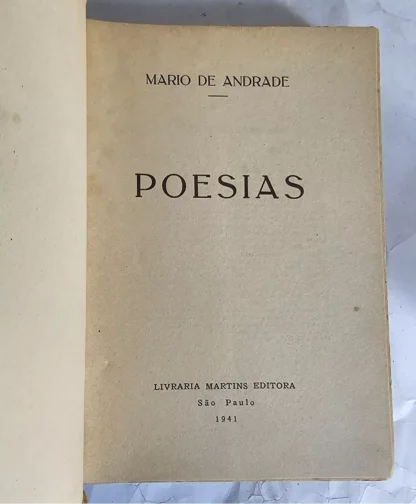 MARIO DE ANDRADE
POESIAS
LIVRARIA MARTINS EDITORA
São Paulo
1941